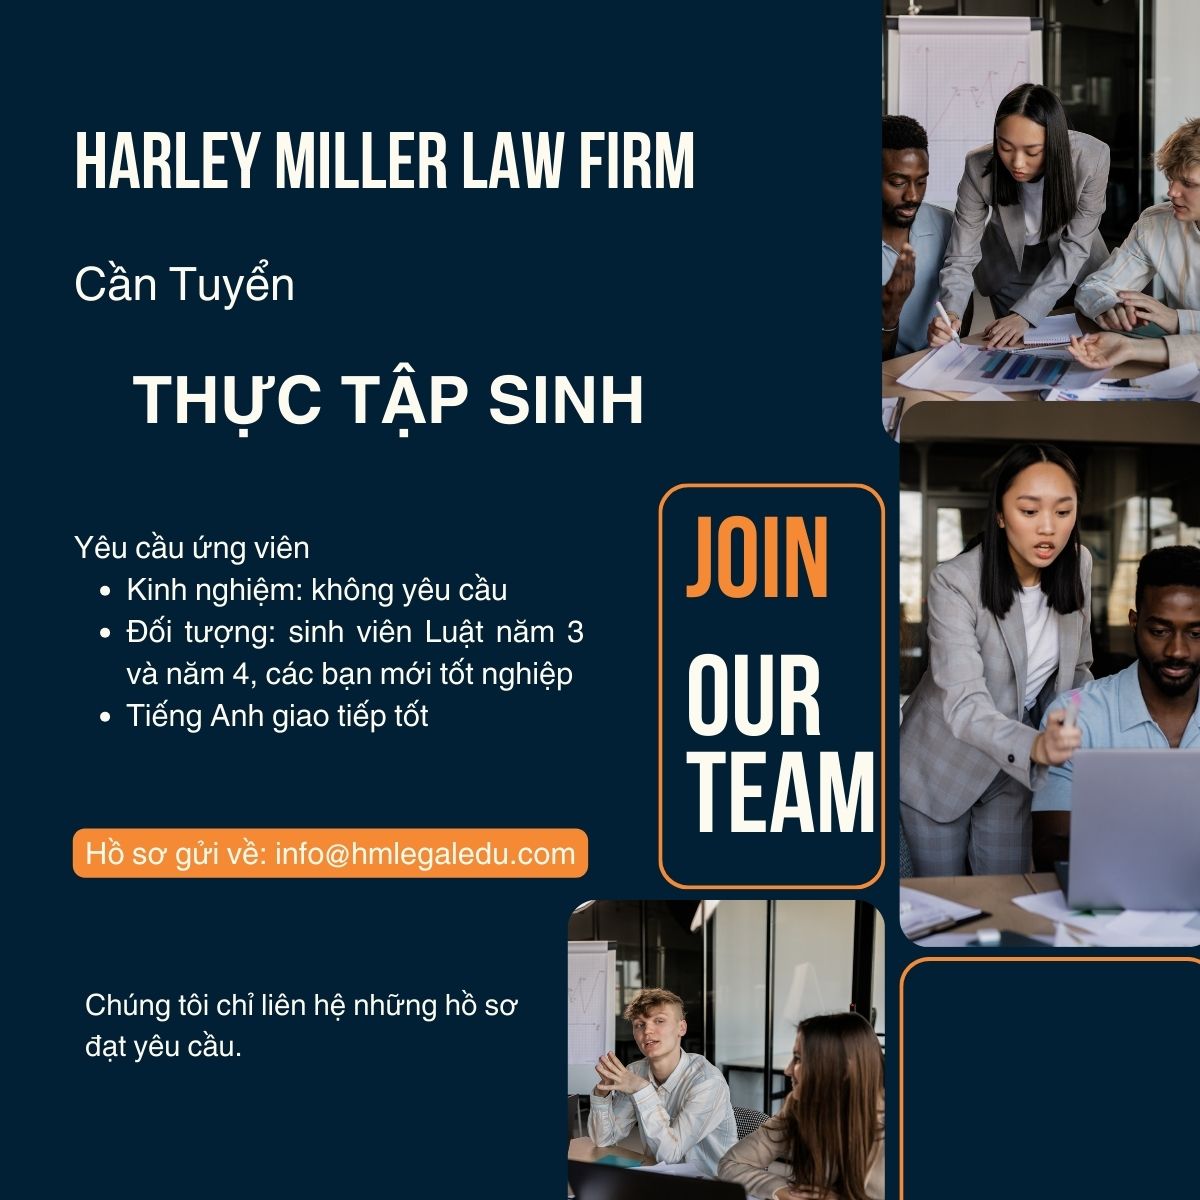 HARLEY MILLER LAW FIRM
Cần Tuyển
THỰC TẬP SINH
Yêu cầu ứng viên
• Kinh nghiệm: không yêu cầu
• Đối tượng: sinh viên Luật năm 3
và năm 4, các bạn mới tốt nghiệp
• Tiếng Anh giao tiếp tốt
Hồ sơ gửi về: info@hmlegaledu.com
Chúng tôi chỉ liên hệ những hồ sơ
đạt yêu cầu.
JOIN
OUR
TEAM